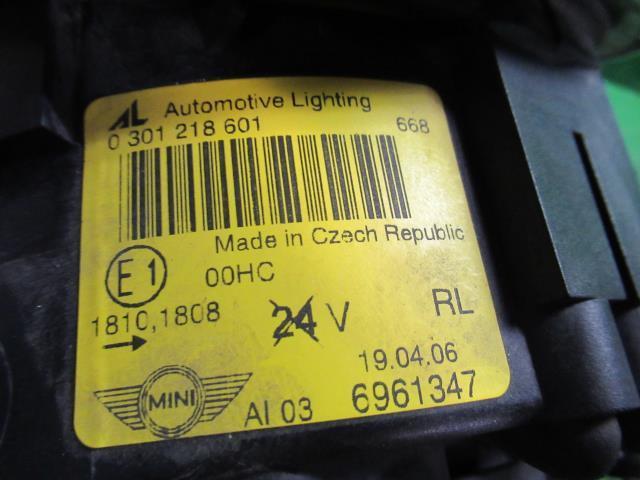 AL Automotive Lighting
0 301 218 601 668
Made in Czech Republic
E1 00HC
1810,1808 24 V RL
19.04.06
MINI AI 03 6961347